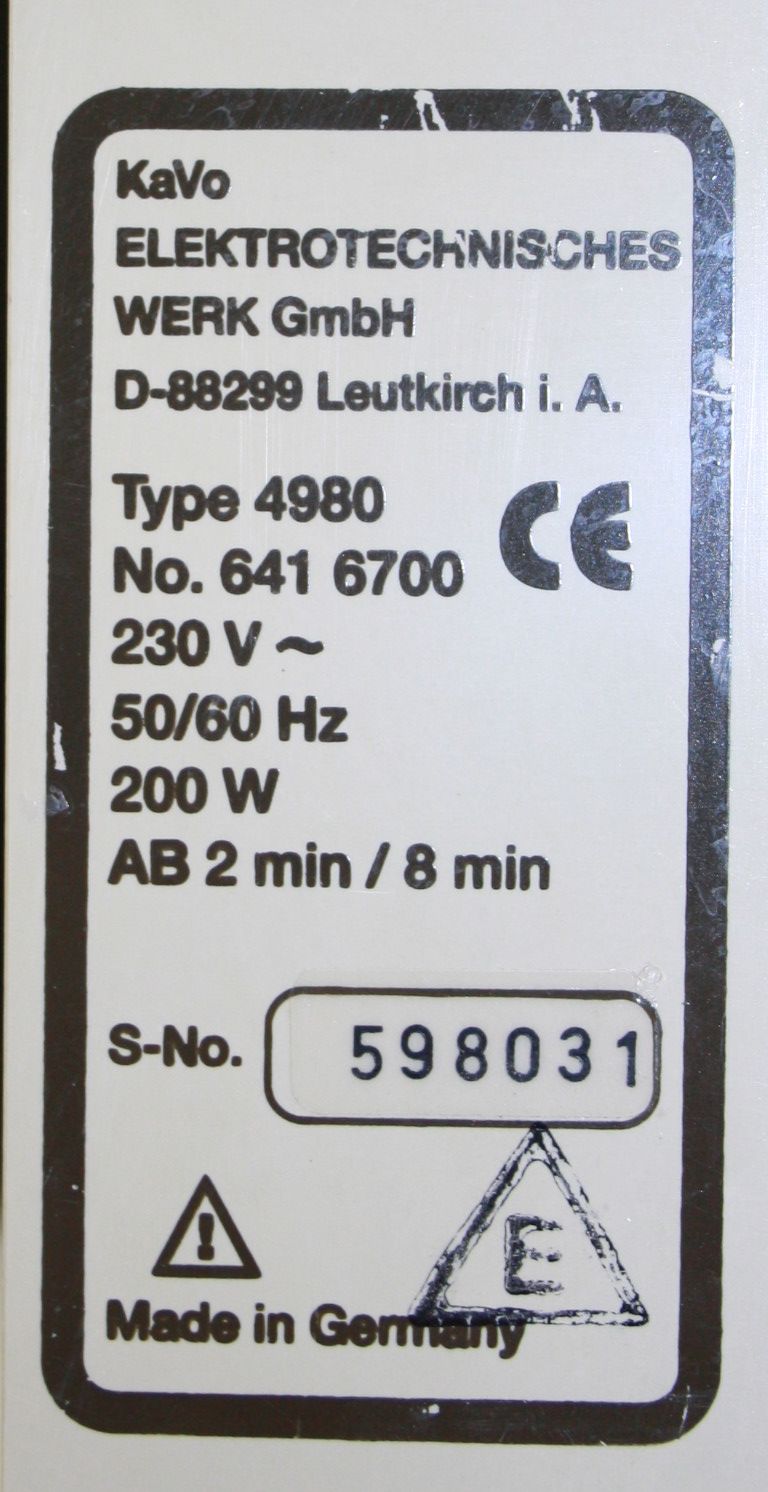 KaVo
ELEKTROTECHNISCHES
WERK GmbH
D-88299 Leutkirch i. A.
Type 4980
CE
No. 641 6700
230 V ~
50/60 Hz
200 W
AB 2 min / 8 min
S-No. 598031
!
E
Made in Germany